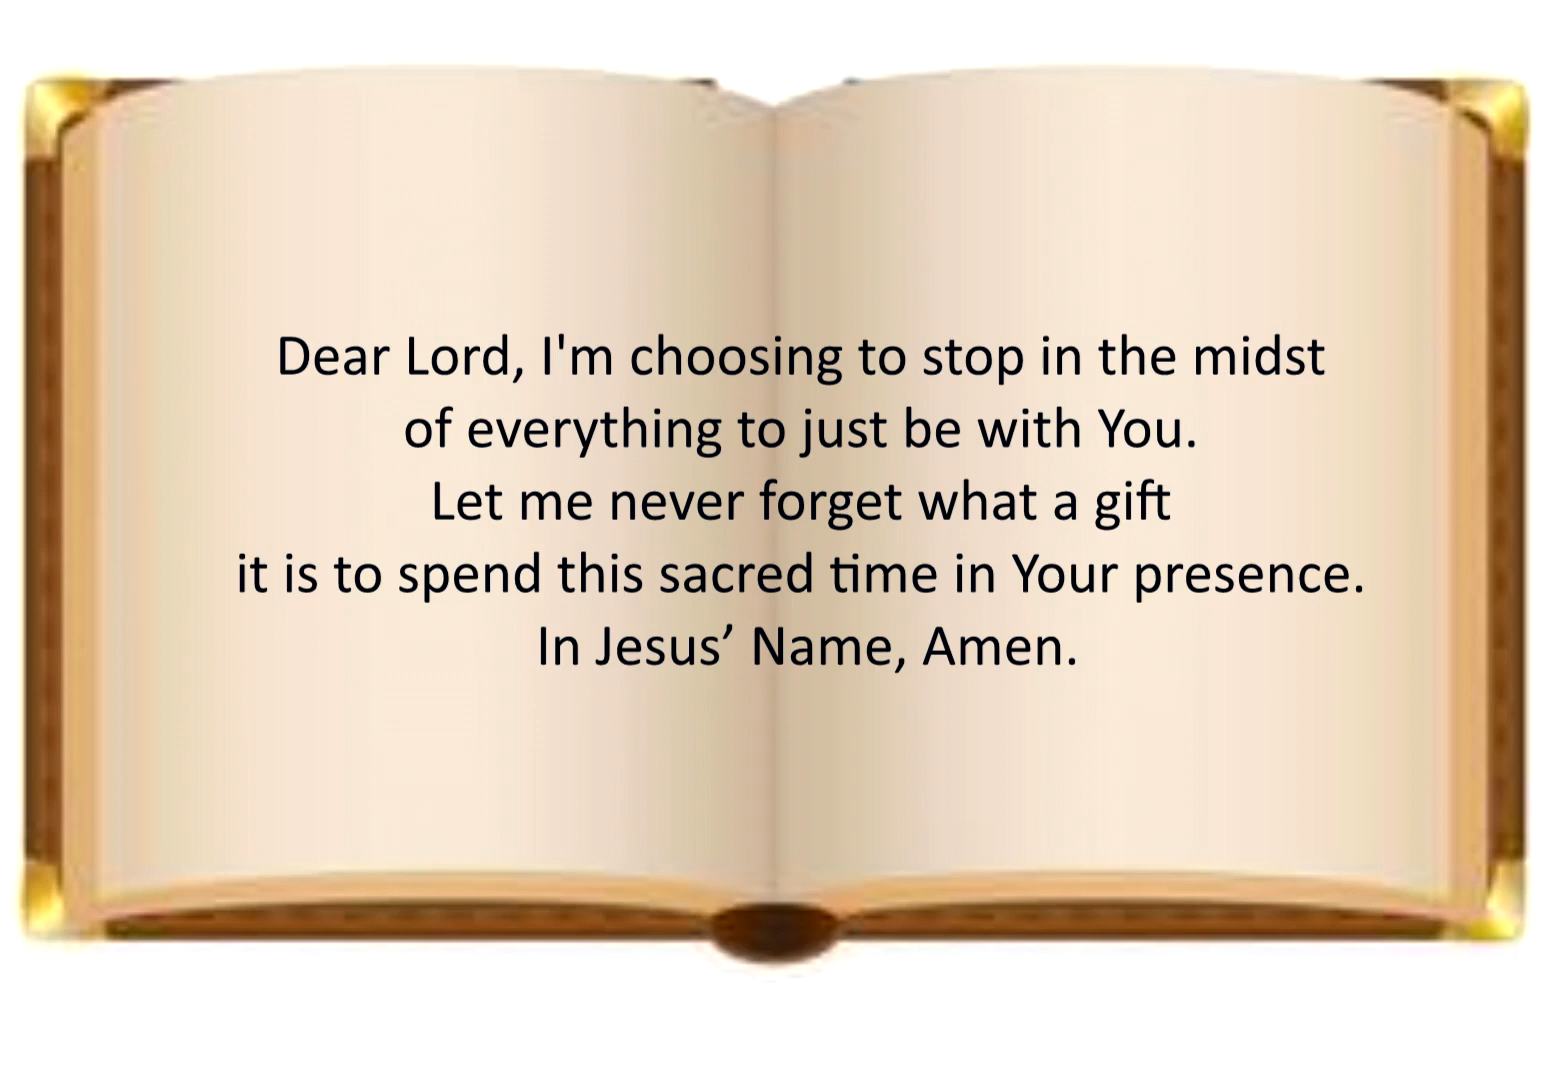 Dear Lord, I'm choosing to stop in the midst
of everything to just be with You.
Let me never forget what a gift
it is to spend this sacred time in Your presence.
In Jesus’ Name, Amen.